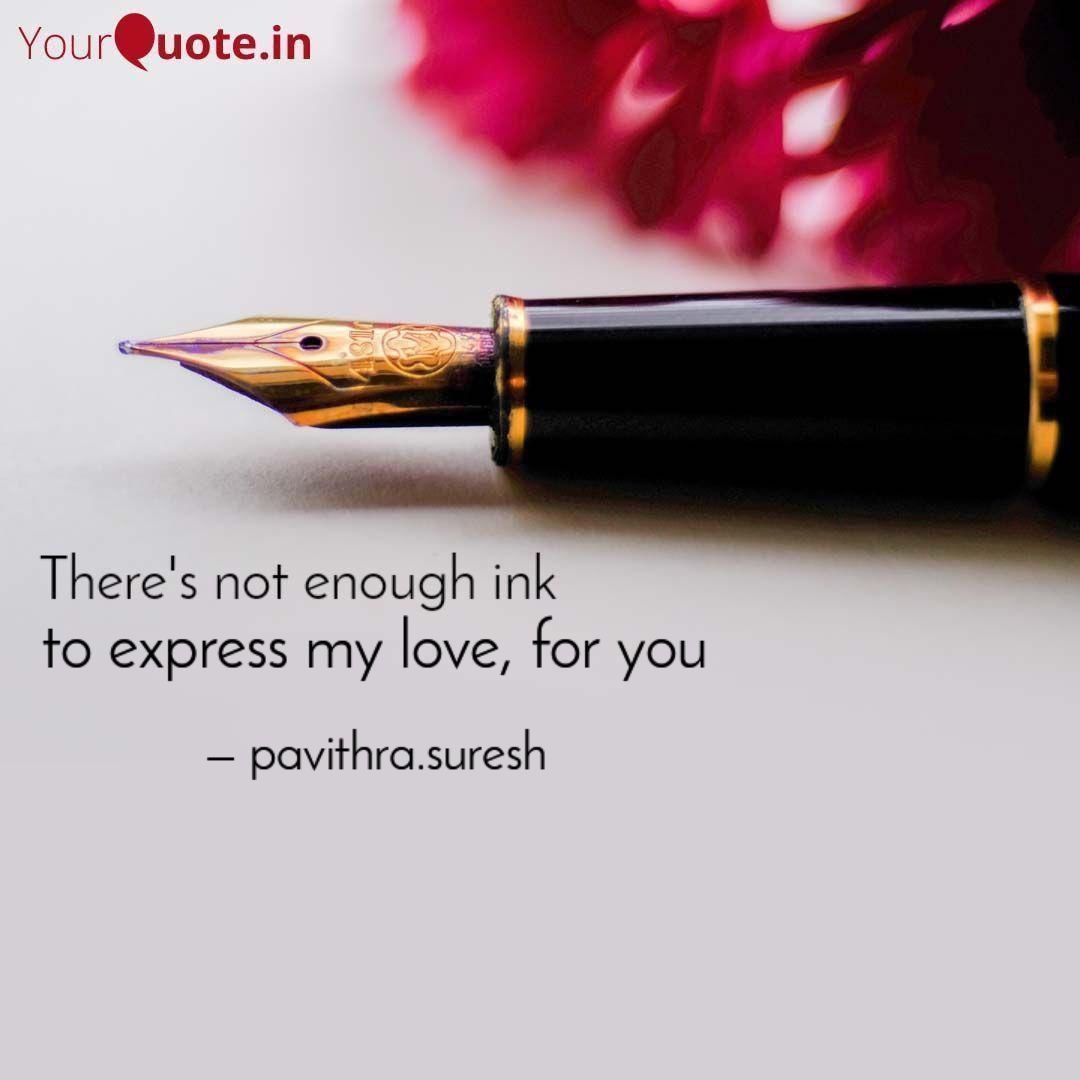 YourQuote.in
There's not enough ink
to express my love, for you
– pavithra.suresh